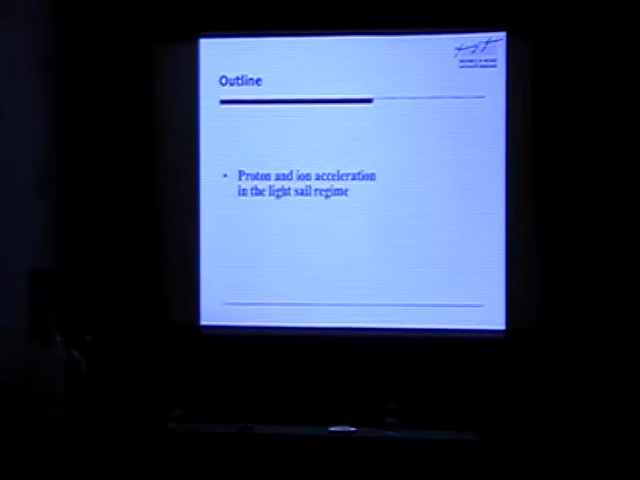 Outline
• Proton and ion acceleration
in the light sail regime